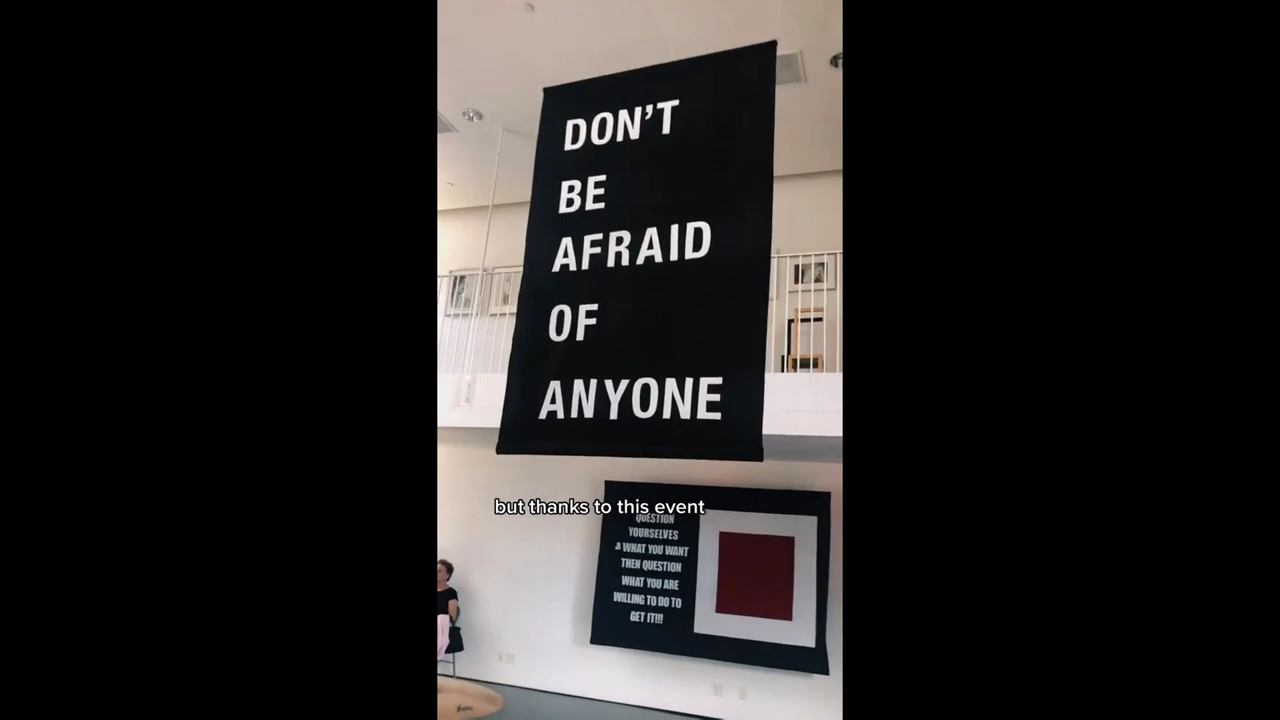 DON'T
BE
AFRAID
OF
ANYONE
but thanks to this event
QUESTION
YOURSELVES
& WHAT YOU WANT
THEN QUESTION
WHAT YOU ARE
WILLING TO DO TO
GET IT!!!